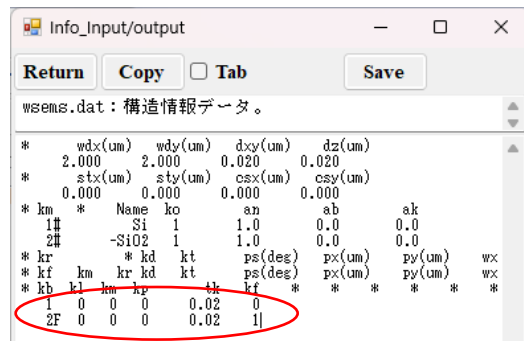 Info_Input/output
Return Copy Tab Save
wsems.dat：構造情報データ。
* wdx(um) wdy(um) dxy(um) dz(um)
2.000 2.000 0.020 0.020
* stx(um) sty(um) csx(um) csy(um)
0.000 0.000 0.000 0.000
* km * Name ko an ab ak
1# Si 1 1.0 0.0 0.0
2# -SiO2 1 1.0 0.0 0.0
* kr * kd kt ps(deg) px(um) py(um) wx
* kf km kr kd kt ps(deg) px(um) py(um) wx
* kb kl km kp tk kf * * * * * *
1 0 0 0 0.02 0
2F 0 0 0 0.02 1